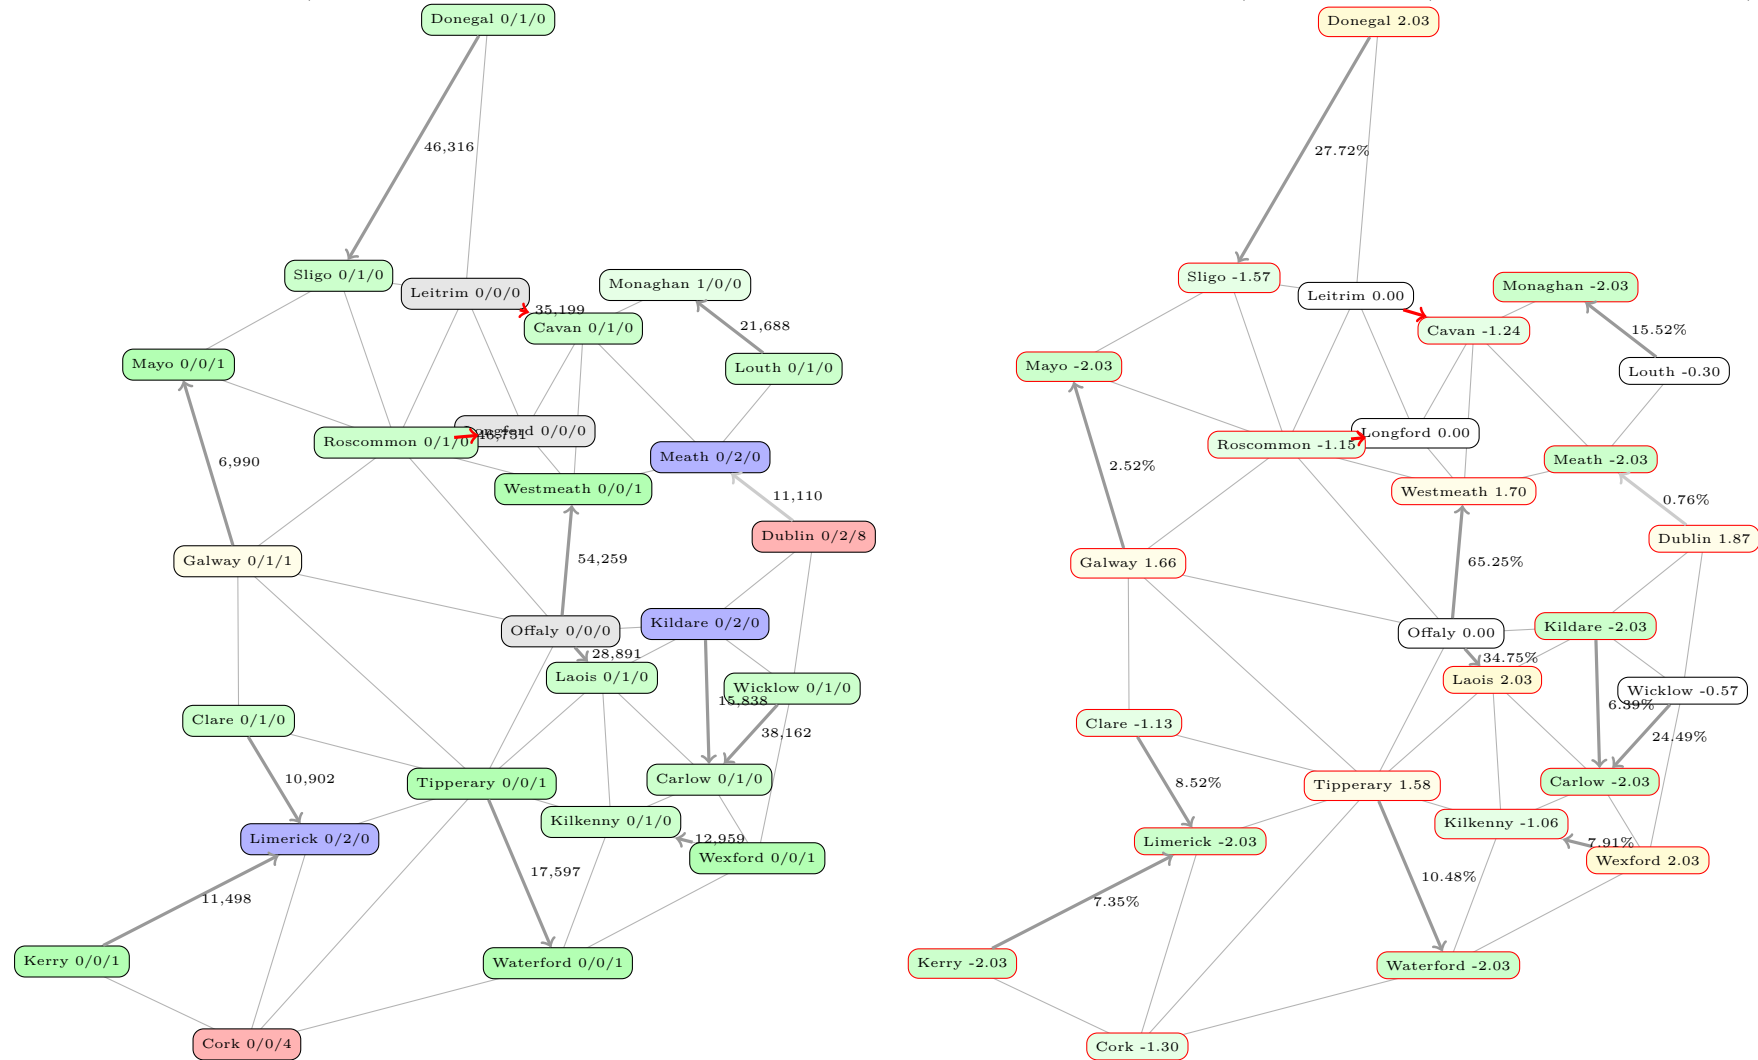 Donegal 0/1/0
46,316
Sligo 0/1/0
Leitrim 0/0/0
Monaghan 1/0/0
35,199
Cavan 0/1/0
21,688
Mayo 0/0/1
Louth 0/1/0
Roscommon 0/1/0
Longford 0/0/0
46,731
Meath 0/2/0
6,990
Westmeath 0/0/1
11,110
Dublin 0/2/8
Galway 0/1/1
54,259
Offaly 0/0/0
Kildare 0/2/0
28,891
Laois 0/1/0
Wicklow 0/1/0
15,838
Clare 0/1/0
38,162
10,902
Tipperary 0/0/1
Carlow 0/1/0
Limerick 0/2/0
Kilkenny 0/1/0
12,959
Wexford 0/0/1
17,597
11,498
Kerry 0/0/1
Waterford 0/0/1
Cork 0/0/4
Donegal 2.03
27.72%
Sligo -1.57
Leitrim 0.00
Monaghan -2.03
Cavan -1.24
15.52%
Mayo -2.03
Louth -0.30
Roscommon -1.15
Longford 0.00
Meath -2.03
2.52%
Westmeath 1.70
0.76%
Dublin 1.87
Galway 1.66
65.25%
Offaly 0.00
Kildare -2.03
34.75%
Laois 2.03
Wicklow -0.57
6.39%
Clare -1.13
24.49%
8.52%
Tipperary 1.58
Carlow -2.03
Limerick -2.03
Kilkenny -1.06
7.91%
Wexford 2.03
10.48%
7.35%
Kerry -2.03
Waterford -2.03
Cork -1.30